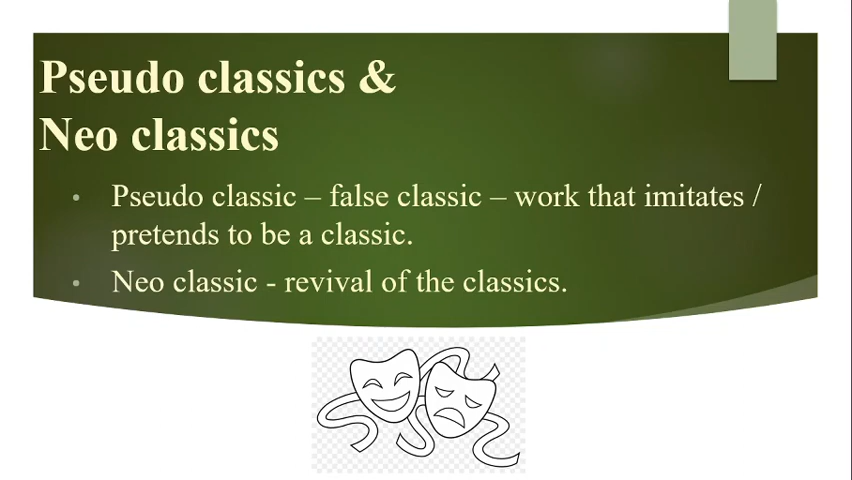 Pseudo classics &
Neo classics
• Pseudo classic – false classic – work that imitates /
pretends to be a classic.
• Neo classic - revival of the classics.